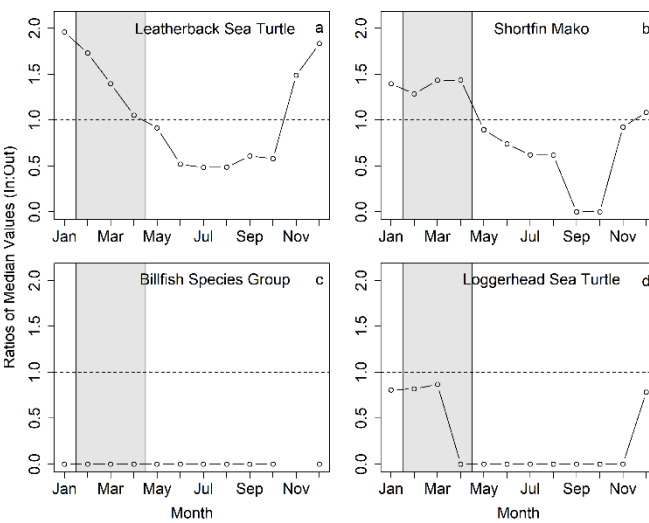 Leatherback Sea Turtle a
Shortfin Mako b
2.0
1.5
1.0
0.5
0.0
Jan Mar May Jul Sep Nov
2.0
1.5
1.0
0.5
0.0
Jan Mar May Jul Sep Nov
Ratios of Median Values (In:Out)
Billfish Species Group c
Loggerhead Sea Turtle d
2.0
1.5
1.0
0.5
0.0
Jan Mar May Jul Sep Nov
Month
2.0
1.5
1.0
0.5
0.0
Jan Mar May Jul Sep Nov
Month